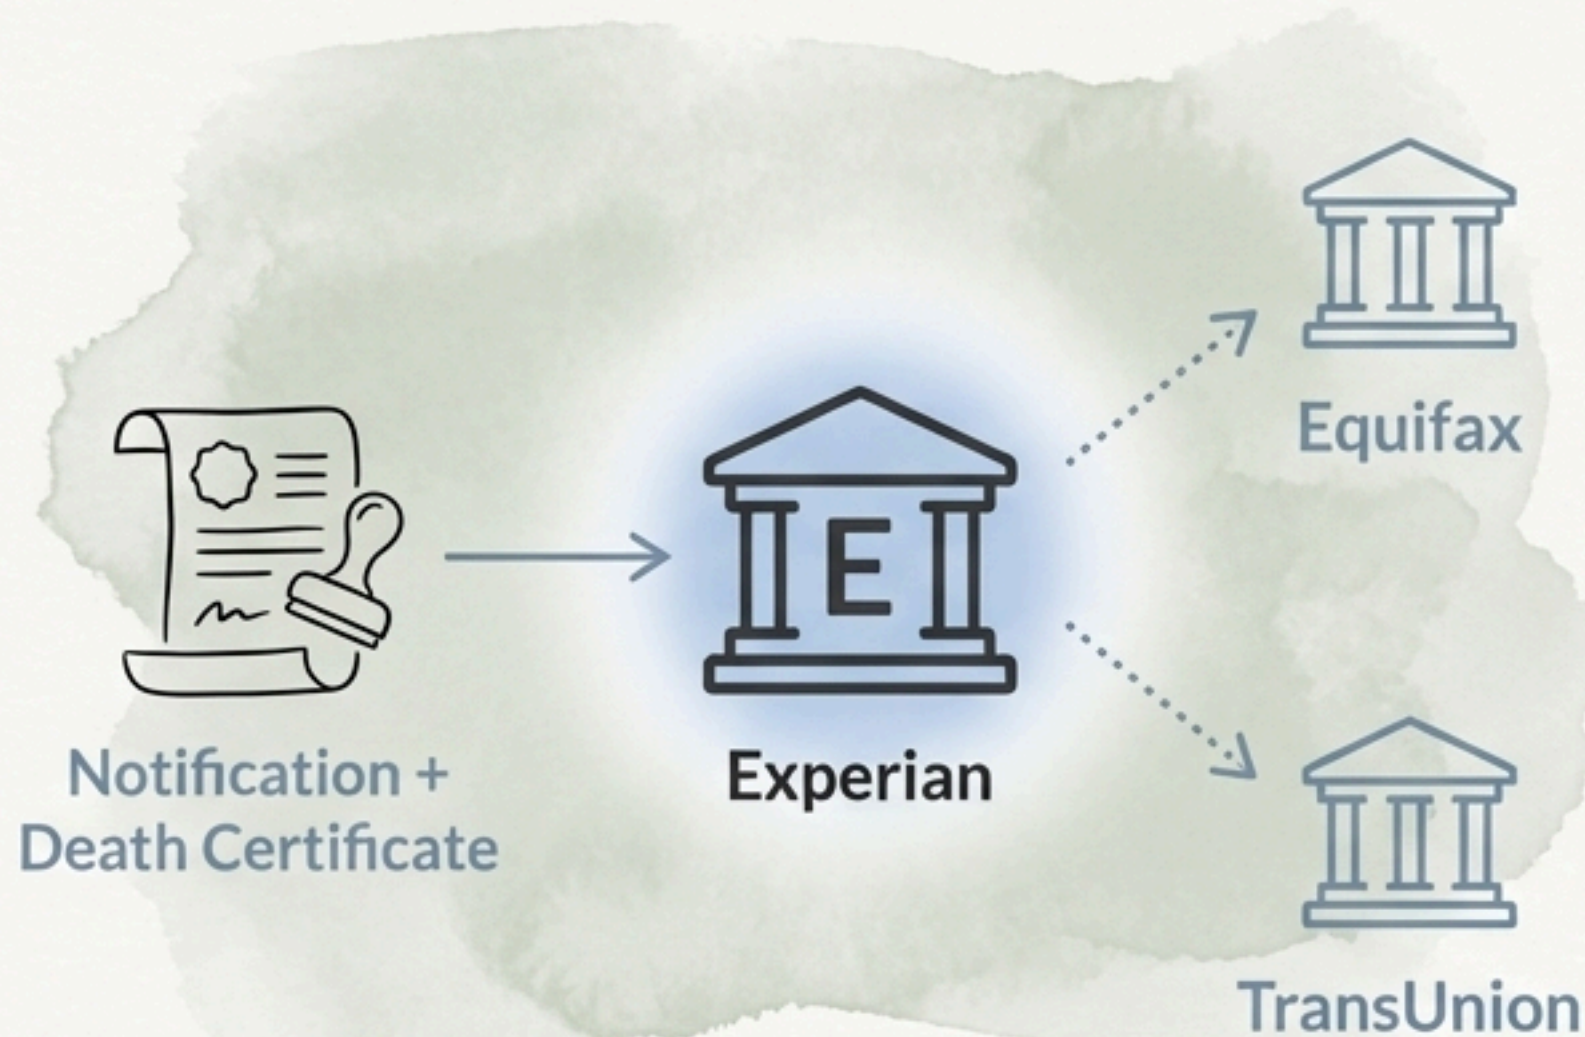 Equifax
E
Notification +
Death Certificate
Experian
TransUnion